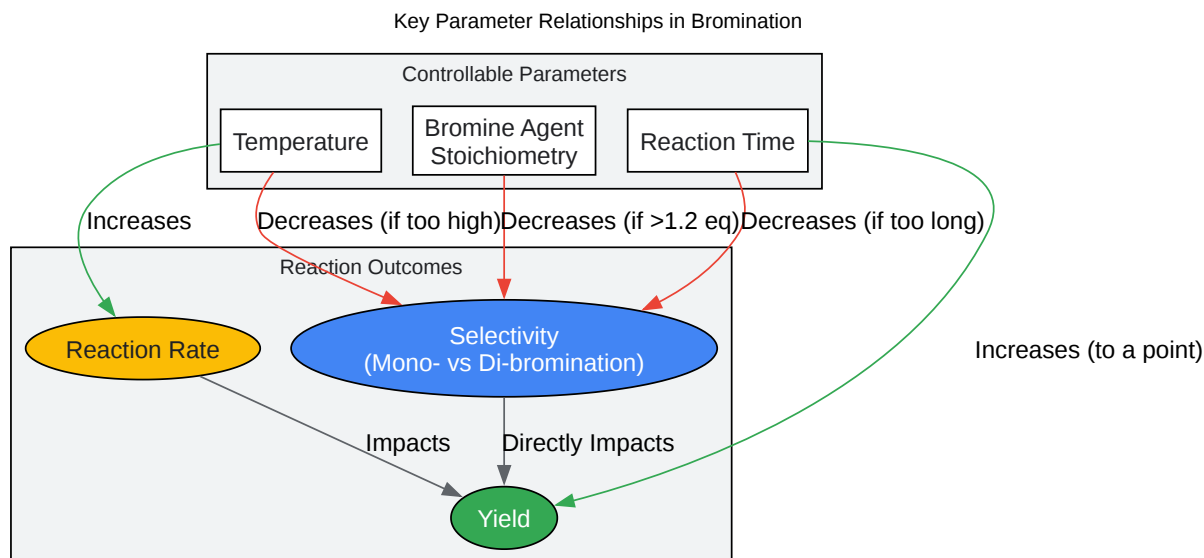 Key Parameter Relationships in Bromination
Controllable Parameters
Temperature
Bromine Agent
Stoichiometry
Reaction Time
Increases
Decreases (if too high)
Decreases (if >1.2 eq)
Decreases (if too long)
Reaction Outcomes
Reaction Rate
Selectivity
(Mono- vs Di-bromination)
Increases (to a point)
Impacts
Directly Impacts
Yield